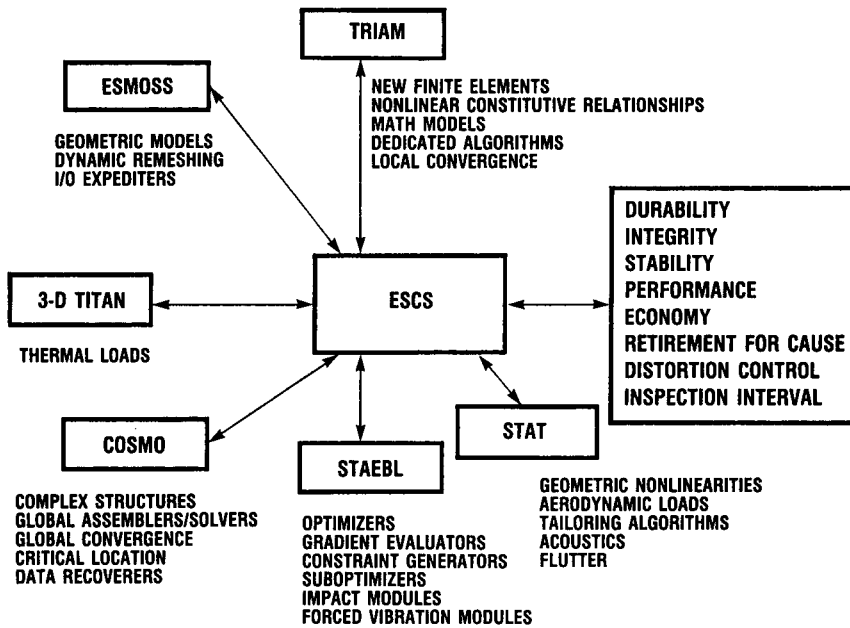 TRIAM
NEW FINITE ELEMENTS
NONLINEAR CONSTITUTIVE RELATIONSHIPS
MATH MODELS
DEDICATED ALGORITHMS
LOCAL CONVERGENCE
ESMOSS
GEOMETRIC MODELS
DYNAMIC REMESHING
I/O EXPEDITERS
3-D TITAN
THERMAL LOADS
ESCS
DURABILITY
INTEGRITY
STABILITY
PERFORMANCE
ECONOMY
RETIREMENT FOR CAUSE
DISTORTION CONTROL
INSPECTION INTERVAL
COSMO
COMPLEX STRUCTURES
GLOBAL ASSEMBLERS/SOLVERS
GLOBAL CONVERGENCE
CRITICAL LOCATION
DATA RECOVERERS
STAEBL
OPTIMIZERS
GRADIENT EVALUATORS
CONSTRAINT GENERATORS
SUBOPTIMIZERS
IMPACT MODULES
FORCED VIBRATION MODULES
STAT
GEOMETRIC NONLINEARITIES
AERODYNAMIC LOADS
TAILORING ALGORITHMS
ACOUSTICS
FLUTTER